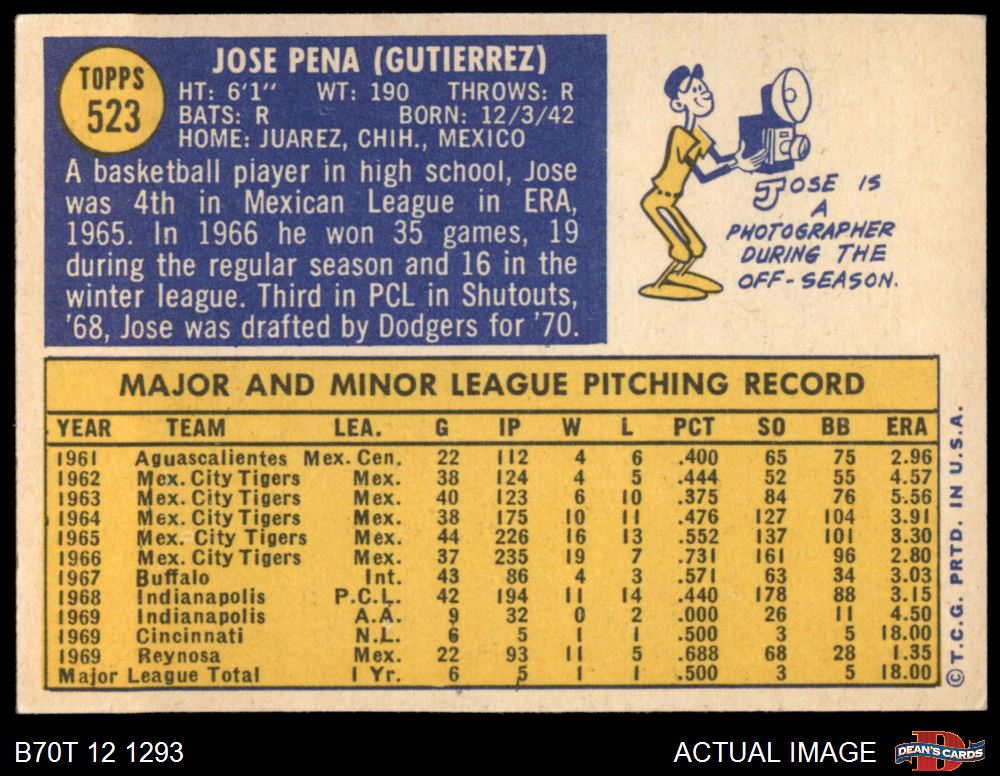 TOPPS
523
JOSE PENA (GUTIERREZ)
HT: 6'1" WT: 190 THROWS: R
BATS: R BORN: 12/3/42
HOME: JUAREZ, CHIH., MEXICO
A basketball player in high school, Jose
was 4th in Mexican League in ERA,
1965. In 1966 he won 35 games, 19
during the regular season and 16 in the
winter league. Third in PCL in Shutouts,
'68, Jose was drafted by Dodgers for '70.
JOSE IS
A
PHOTOGRAPHER
DURING THE
OFF-SEASON.
MAJOR AND MINOR LEAGUE PITCHING RECORD
YEAR TEAM LEA. G IP W L PCT SO BB ERA
1961 Aguascalientes Mex. Cen. 22 112 4 6 .400 65 75 2.96
1962 Mex. City Tigers Mex. 38 124 4 5 .444 52 55 4.57
1963 Mex. City Tigers Mex. 40 123 6 10 .375 84 76 5.56
1964 Mex. City Tigers Mex. 38 175 10 11 .476 127 104 3.91
1965 Mex. City Tigers Mex. 44 226 16 13 .552 137 101 3.30
1966 Mex. City Tigers Mex. 37 235 19 7 .731 161 96 2.80
1967 Buffalo Int. 43 86 4 3 .571 63 34 3.03
1968 Indianapolis P.C.L. 42 194 11 14 .440 178 88 3.15
1969 Indianapolis A.A. 9 32 0 2 .000 26 11 4.50
1969 Cincinnati N.L. 6 5 1 1 .500 3 5 18.00
1969 Reynosa Mex. 22 93 11 5 .688 68 28 1.35
Major League Total 1 Yr. 6 5 1 1 .500 3 5 18.00
© T.C.G. PRTD. IN U.S.A.
B70T 12 1293
ACTUAL IMAGE
DEAN'S CARDS